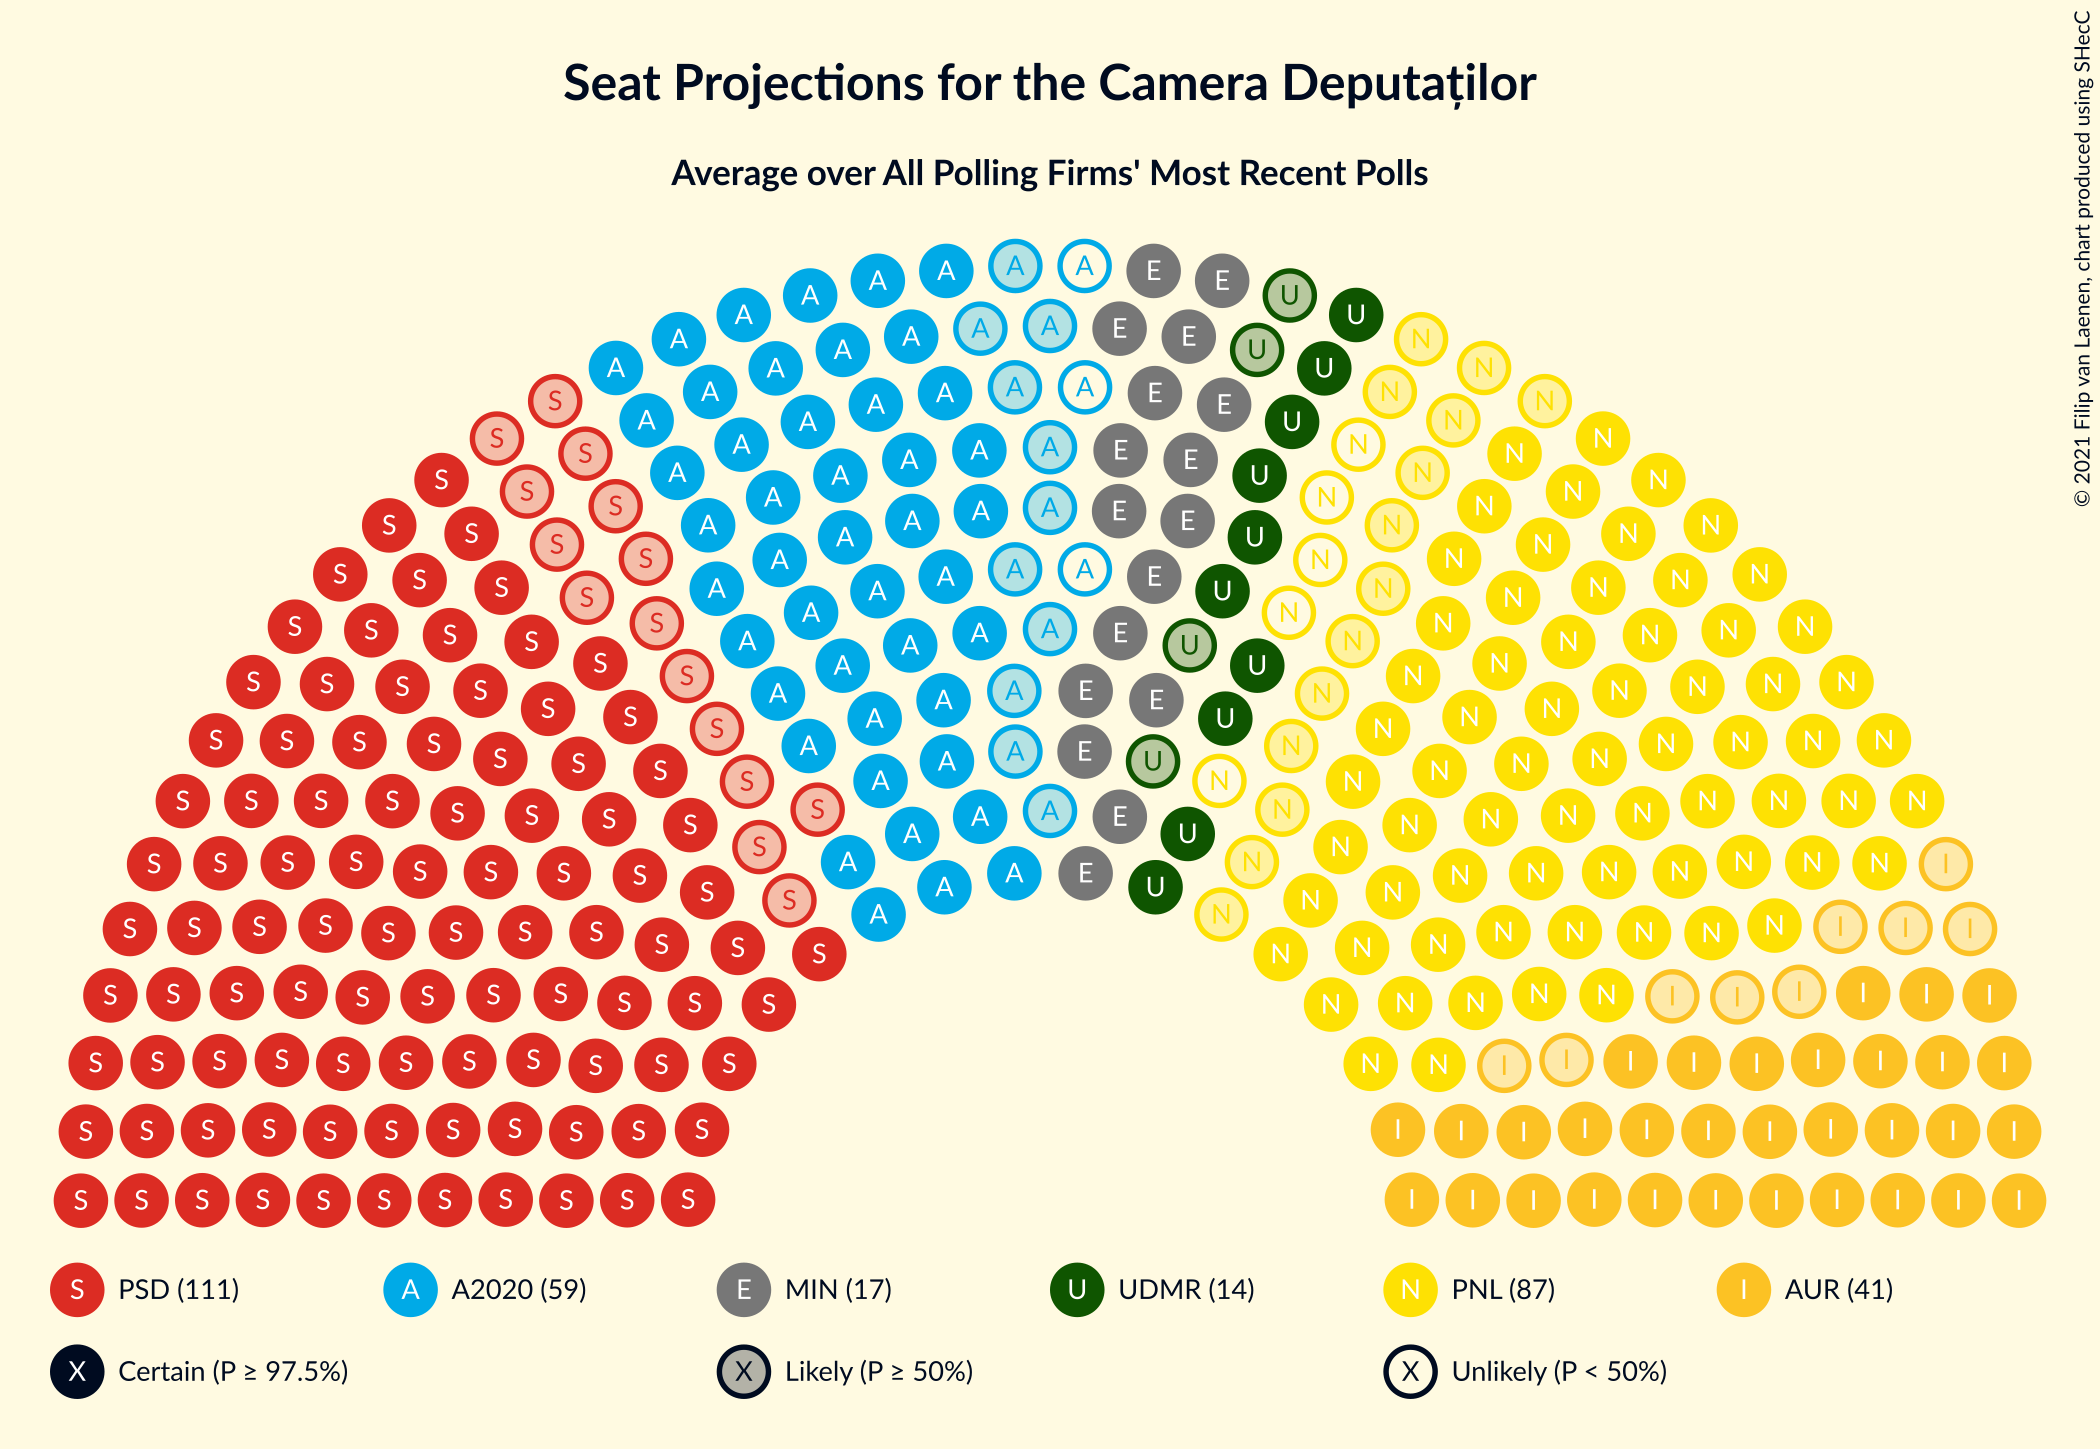 Seat Projections for the Camera Deputaților
Average over All Polling Firms' Most Recent Polls
© 2021 Filip van Laenen, chart produced using SHecC
S PSD (111) A A2020 (59) E MIN (17) U UDMR (14) N PNL (87) I AUR (41)
X Certain (P ≥ 97.5%) X Likely (P ≥ 50%) X Unlikely (P < 50%)